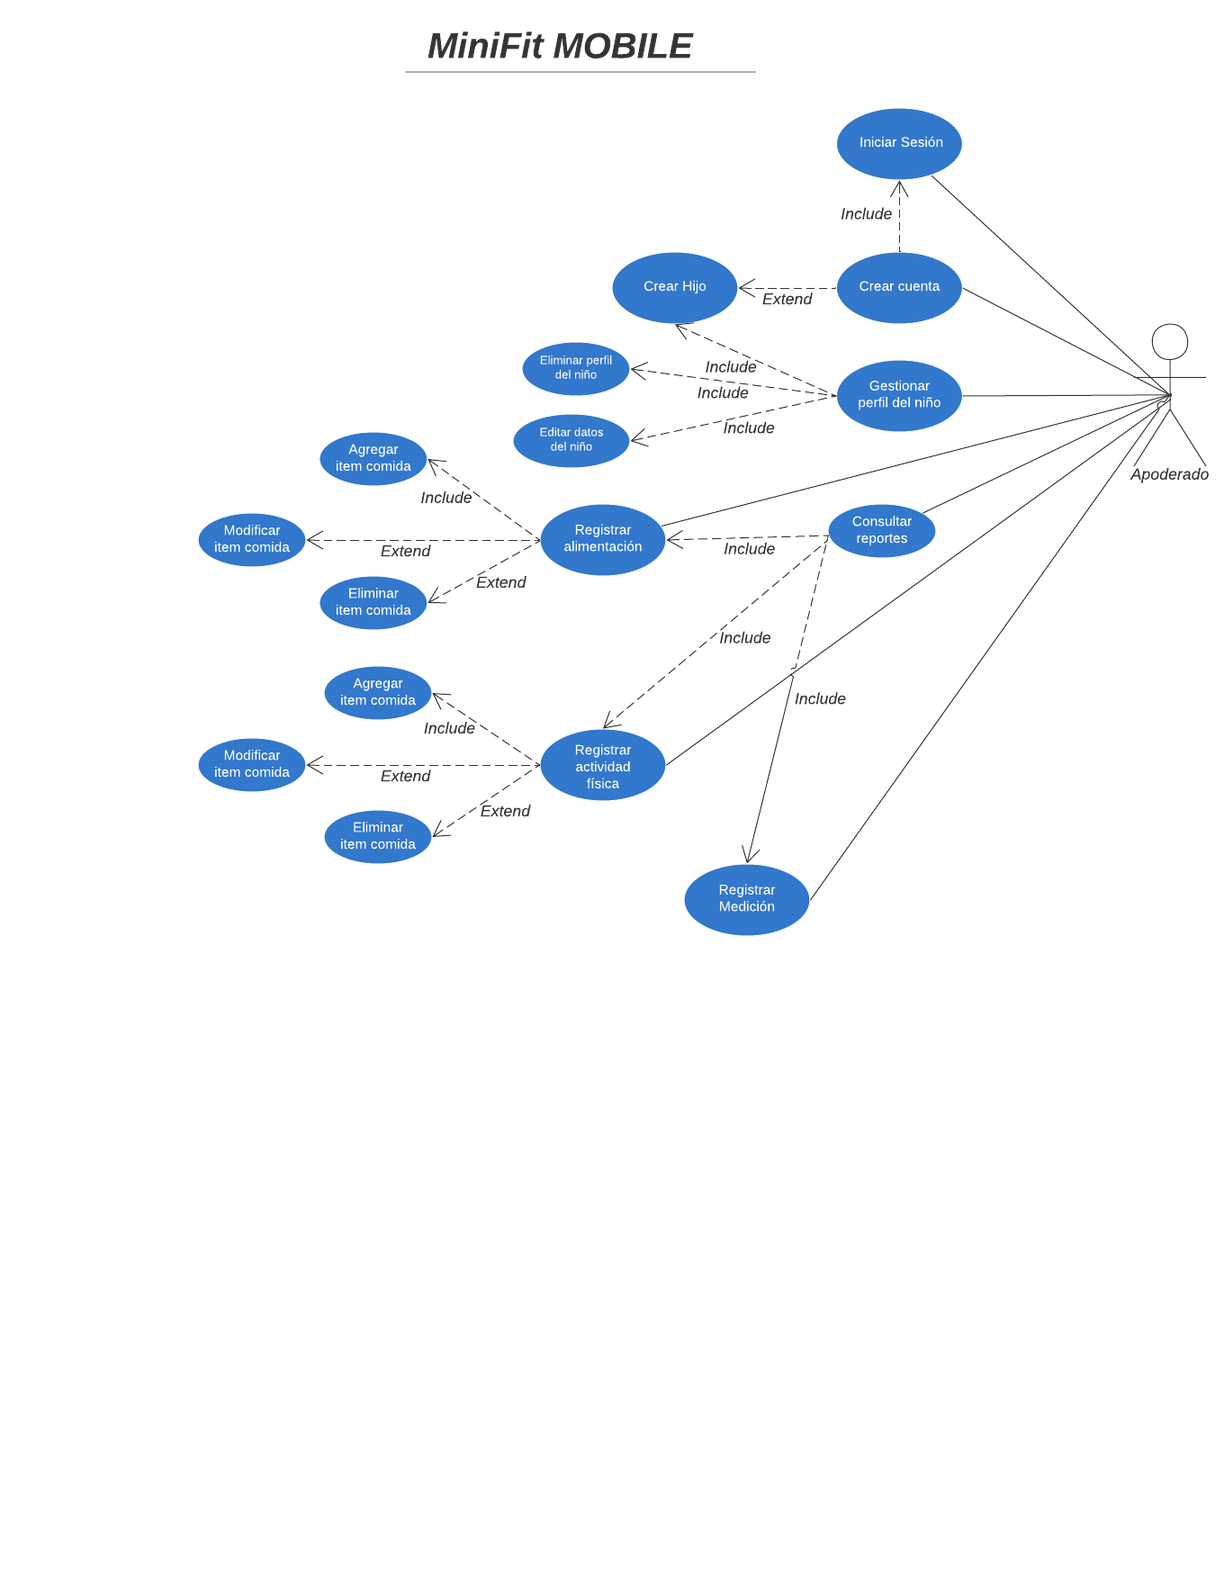 MiniFit MOBILE
Iniciar Sesión
Include
Crear Hijo
Crear cuenta
Extend
Eliminar perfil
del niño
Include
Include
Gestionar
perfil del niño
Editar datos
del niño
Include
Apoderado
Agregar
item comida
Include
Modificar
item comida
Extend
Registrar
alimentación
Include
Consultar
reportes
Eliminar
item comida
Extend
Include
Agregar
item comida
Include
Include
Modificar
item comida
Extend
Registrar
actividad
física
Eliminar
item comida
Extend
Registrar
Medición